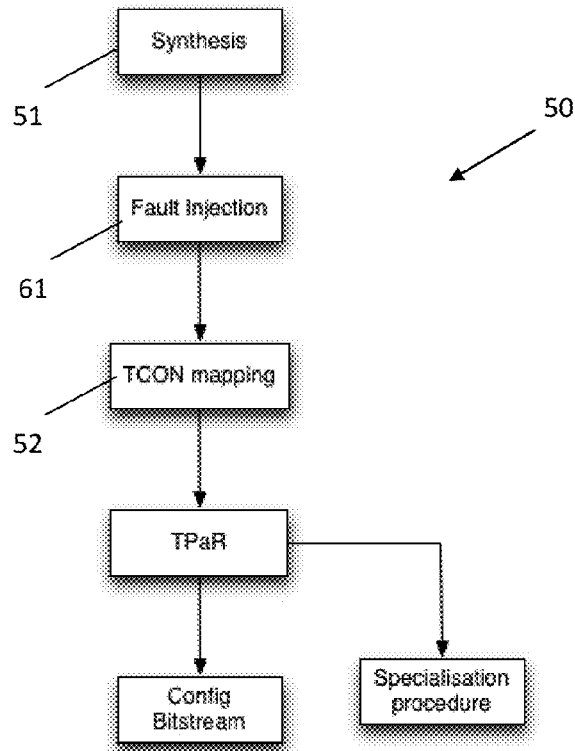 Synthesis
51
50
Fault Injection
61
TCON mapping
52
TPaR
Config
Bitstream
Specialisation
procedure